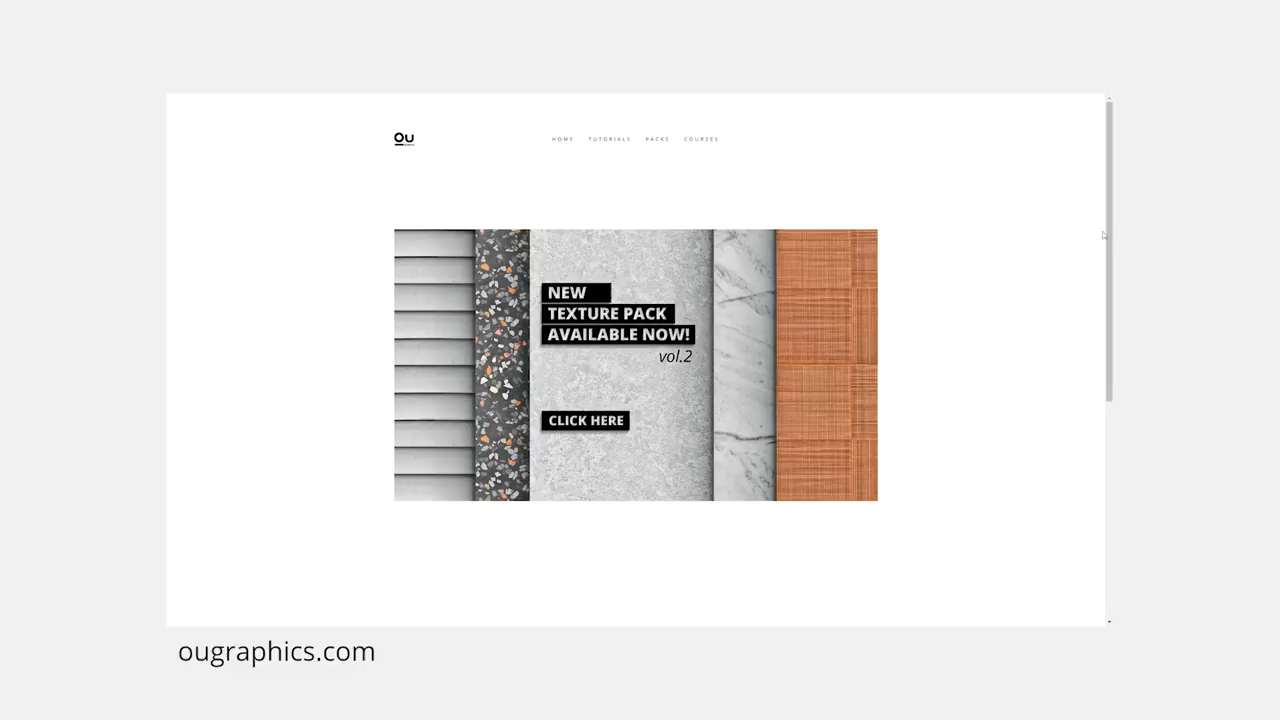 OU
HOME TUTORIALS PACKS COURSES
NEW
TEXTURE PACK
AVAILABLE NOW!
vol.2
CLICK HERE
ougraphics.com